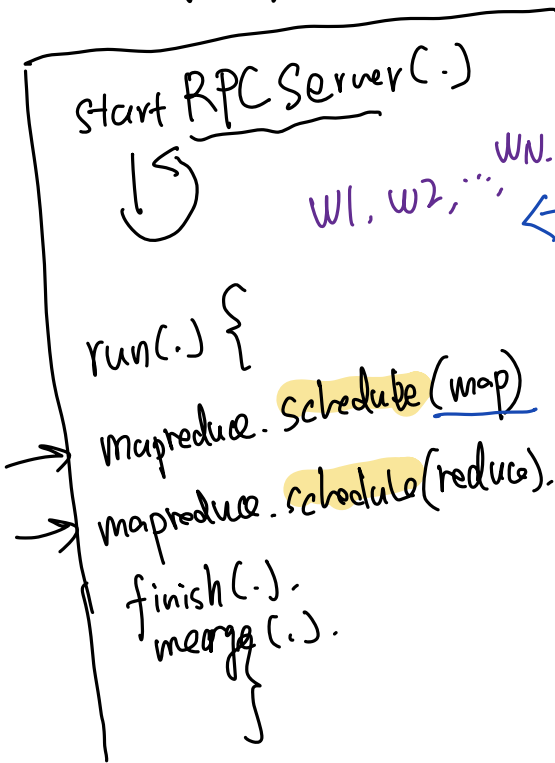 start RPC Server(.)
W1, W2, ..., WN.
run(.) {
mapreduce. schedule (map)
mapreduce. schedule(reduce).
finish(.).
merge(.).
}